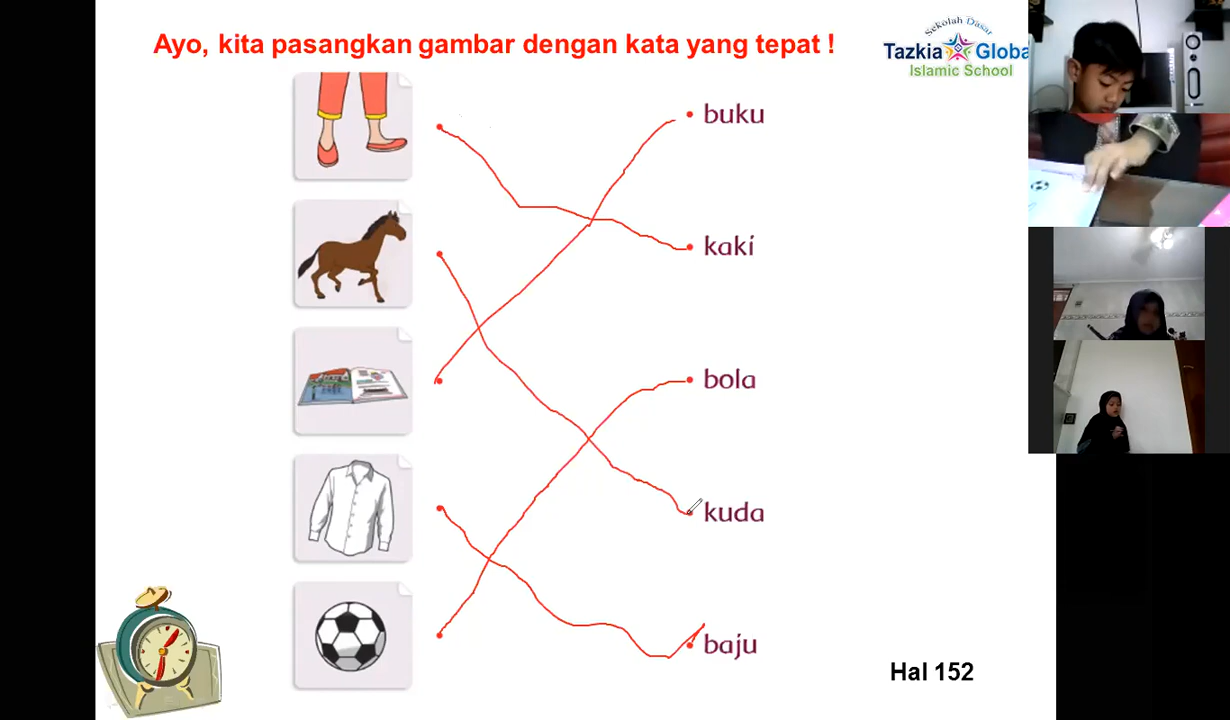 Ayo, kita pasangkan gambar dengan kata yang tepat !
Sekolah Dasar
Tazkia Globa
Islamic School
buku
kaki
bola
kuda
baju
Hal 152